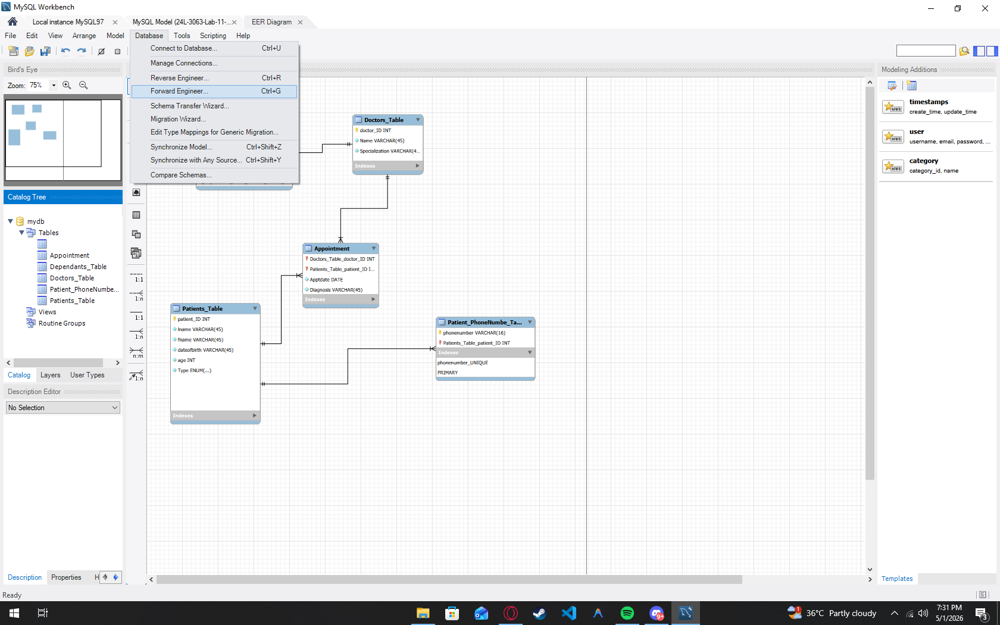 MySQL Workbench
Local instance MySQL97
MySQL Model (24L-3063-Lab-11-...
EER Diagram
File Edit View Arrange Model Database Tools Scripting Help
Connect to Database... Ctrl+U
Manage Connections...
Reverse Engineer... Ctrl+R
Forward Engineer... Ctrl+G
Schema Transfer Wizard...
Migration Wizard...
Edit Type Mappings for Generic Migration...
Synchronize Model... Ctrl+Shift+Z
Synchronize with Any Source... Ctrl+Shift+Y
Compare Schemas...
Bird's Eye
Zoom: 75%
Catalog Tree
mydb
Tables
Appointment
Dependants_Table
Doctors_Table
Patient_PhoneNumbe...
Patients_Table
Views
Routine Groups
Catalog Layers User Types
Description Editor
No Selection
Description Properties H
Ready
1:1
1:n
1:1
1:n
n:m
1:n
Doctors_Table
doctor_ID INT
Name VARCHAR(45)
Specialization VARCHAR(4...
Indexes
Appointment
Doctors_Table_doctor_ID INT
Patients_Table_patient_ID I...
Apptdate DATE
Diagnosis VARCHAR(45)
Indexes
Patients_Table
patient_ID INT
lname VARCHAR(45)
fname VARCHAR(45)
dateofbirth VARCHAR(45)
age INT
Type ENUM(...)
Indexes
Patient_PhoneNumbe_Ta...
phonenumber VARCHAR(16)
Patients_Table_patient_ID INT
Indexes
phonenumber_UNIQUE
PRIMARY
Modeling Additions
timestamps
create_time, update_time
user
username, email, password, ...
category
category_id, name
MWB
MWB
MWB
Templates
1
9+
36°C Partly cloudy
7:31 PM
5/1/2026
3